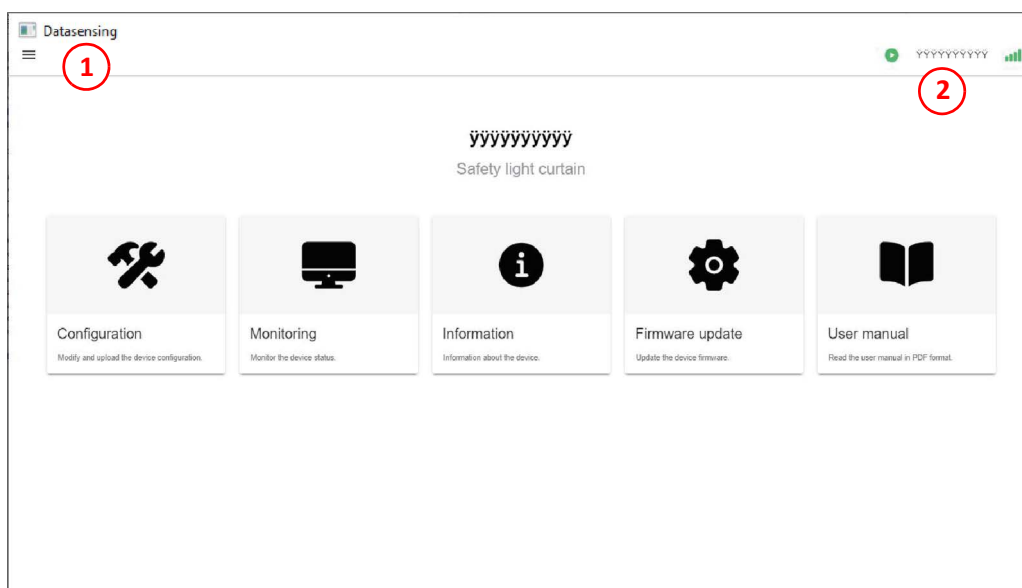 Datasensing
1
ŸŸŸŸŸŸŸŸŸŸ
2
ÿÿÿÿÿÿÿÿÿÿ
Safety light curtain
Configuration
Modify and upload the device configuration.
Monitoring
Monitor the device status.
Information
Information about the device.
Firmware update
Update the device firmware.
User manual
Read the user manual in PDF format.